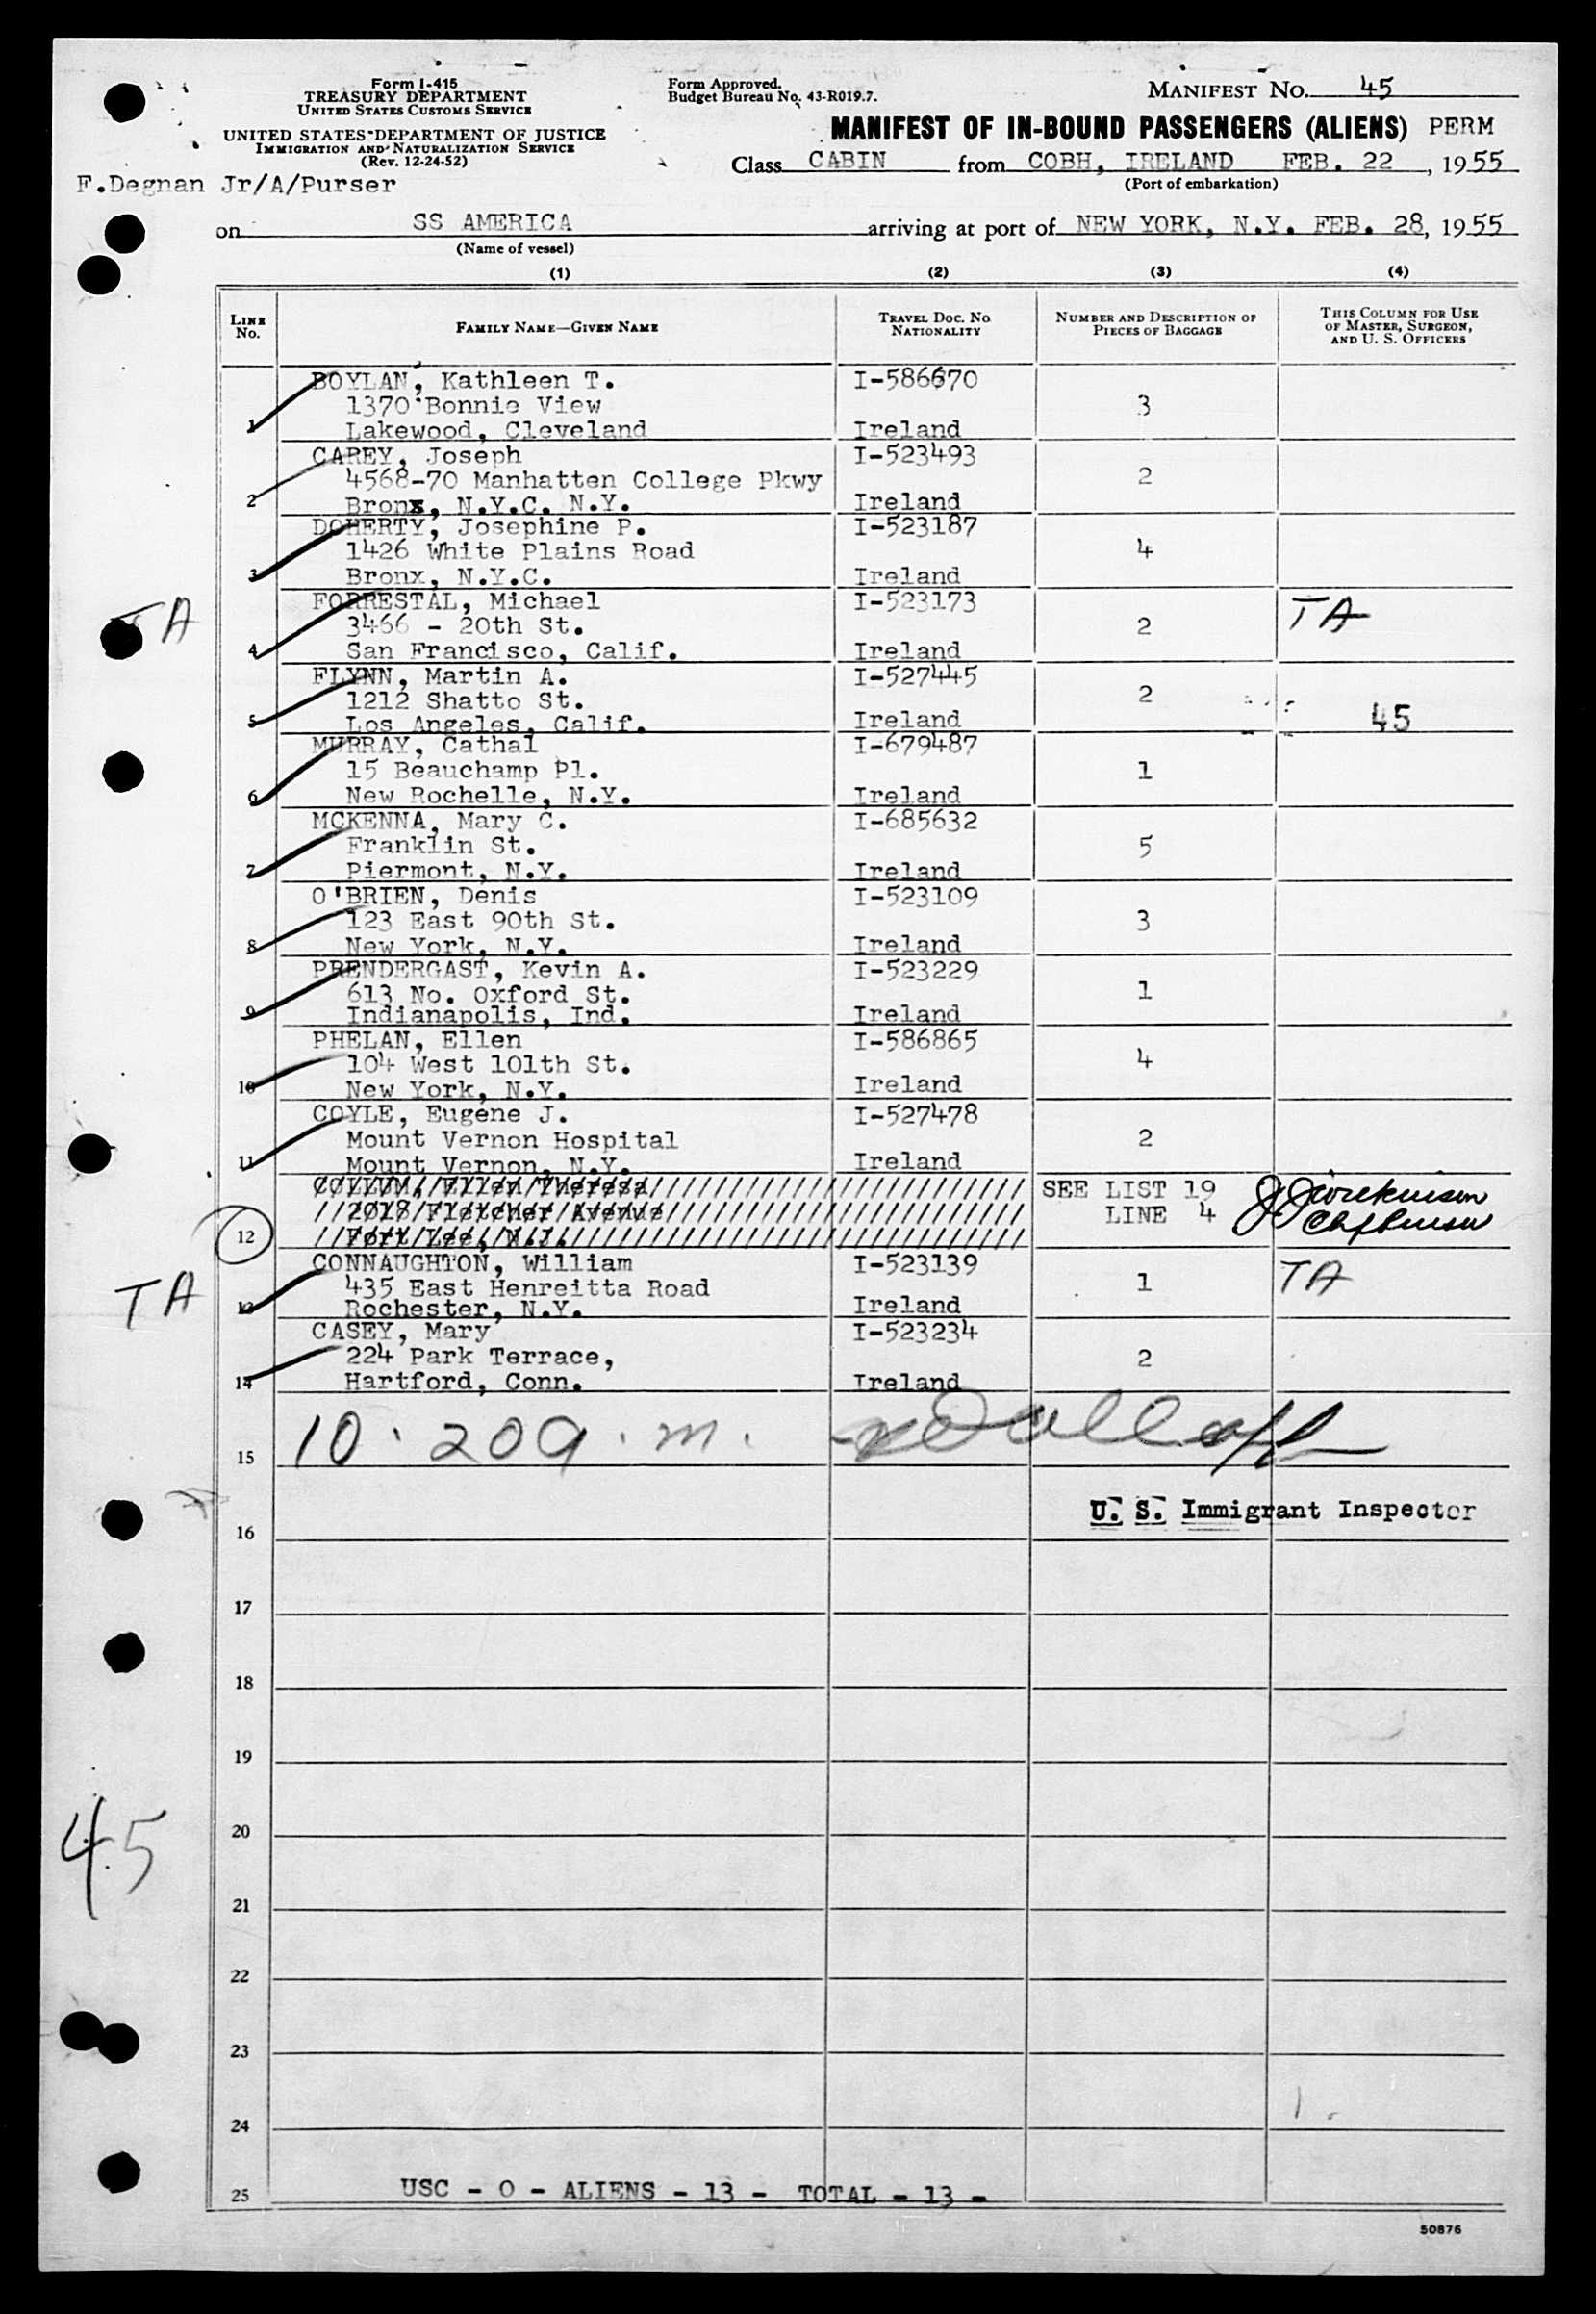 Form I-415
TREASURY DEPARTMENT
UNITED STATES CUSTOMS SERVICE
UNITED STATES DEPARTMENT OF JUSTICE
IMMIGRATION AND NATURALIZATION SERVICE
(Rev. 12-24-52)
F.Degnan Jr/A/Purser
Form Approved.
Budget Bureau No. 43-R019.7.
MANIFEST No. 45
MANIFEST OF IN-BOUND PASSENGERS (ALIENS) PERM
Class CABIN from COBH, IRELAND FEB. 22, 1955
(Port of embarkation)
on SS AMERICA arriving at port of NEW YORK, N.Y. FEB. 28, 1955
(Name of vessel)
(1) (2) (3) (4)
LINE No. FAMILY NAME—GIVEN NAME TRAVEL DOC. No. NATIONALITY NUMBER AND DESCRIPTION OF PIECES OF BAGGAGE THIS COLUMN FOR USE OF MASTER, SURGEON, AND U. S. OFFICERS
BOYLAN, Kathleen T. I-586670
1370 Bonnie View 3
1 Lakewood, Cleveland Ireland
CAREY, Joseph I-523493
4568-70 Manhatten College Pkwy 2
2 Bronx, N.Y.C. N.Y. Ireland
DOHERTY, Josephine P. I-523187
1426 White Plains Road 4
3 Bronx, N.Y.C. Ireland
TA FORRESTAL, Michael I-523173 TA
3466 - 20th St. 2
4 San Francisco, Calif. Ireland
FLYNN, Martin A. I-527445
1212 Shatto St. 2
5 Los Angeles, Calif. Ireland 45
MURRAY, Cathal I-679487
15 Beauchamp Pl. 1
6 New Rochelle, N.Y. Ireland
MCKENNA, Mary C. I-685632
Franklin St. 5
7 Piermont, N.Y. Ireland
O'BRIEN, Denis I-523109
123 East 90th St. 3
8 New York, N.Y. Ireland
PRENDERGAST, Kevin A. I-523229
613 No. Oxford St. 1
9 Indianapolis, Ind. Ireland
PHELAN, Ellen I-586865
104 West 101th St. 4
10 New York, N.Y. Ireland
COYLE, Eugene J. I-527478
Mount Vernon Hospital 2
11 Mount Vernon, N.Y. Ireland
COLLUM, Ellen Theresa SEE LIST 19
2018 Fletcher Avenue LINE 4
12 Fort Lee, N.J.
CONNAUGHTON, William I-523139 TA
TA 435 East Henreitta Road 1
13 Rochester, N.Y. Ireland
CASEY, Mary I-523234
224 Park Terrace, 2
14 Hartford, Conn. Ireland
10.20 a.m.
15
U. S. Immigrant Inspector
16
17
18
19
45
20
21
22
23
24
25 USC - 0 - ALIENS - 13 - TOTAL - 13 -
50876